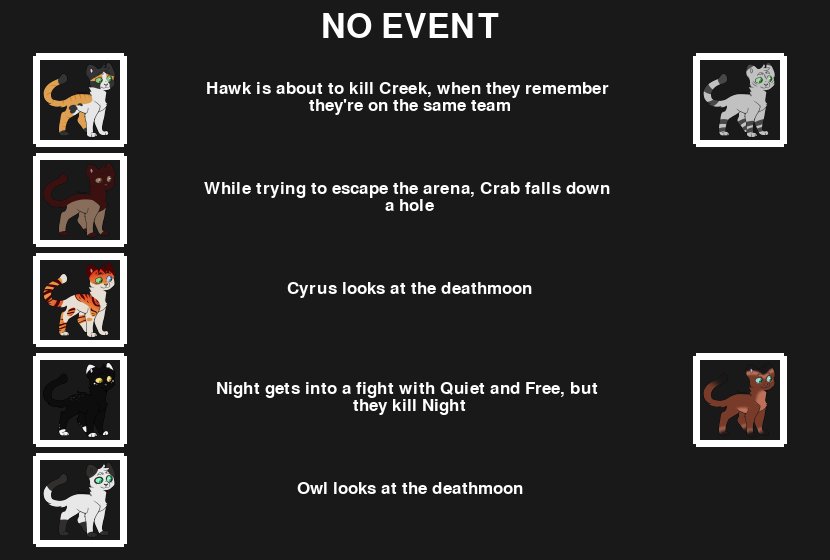 NO EVENT
Hawk is about to kill Creek, when they remember
they're on the same team
While trying to escape the arena, Crab falls down
a hole
Cyrus looks at the deathmoon
Night gets into a fight with Quiet and Free, but
they kill Night
Owl looks at the deathmoon